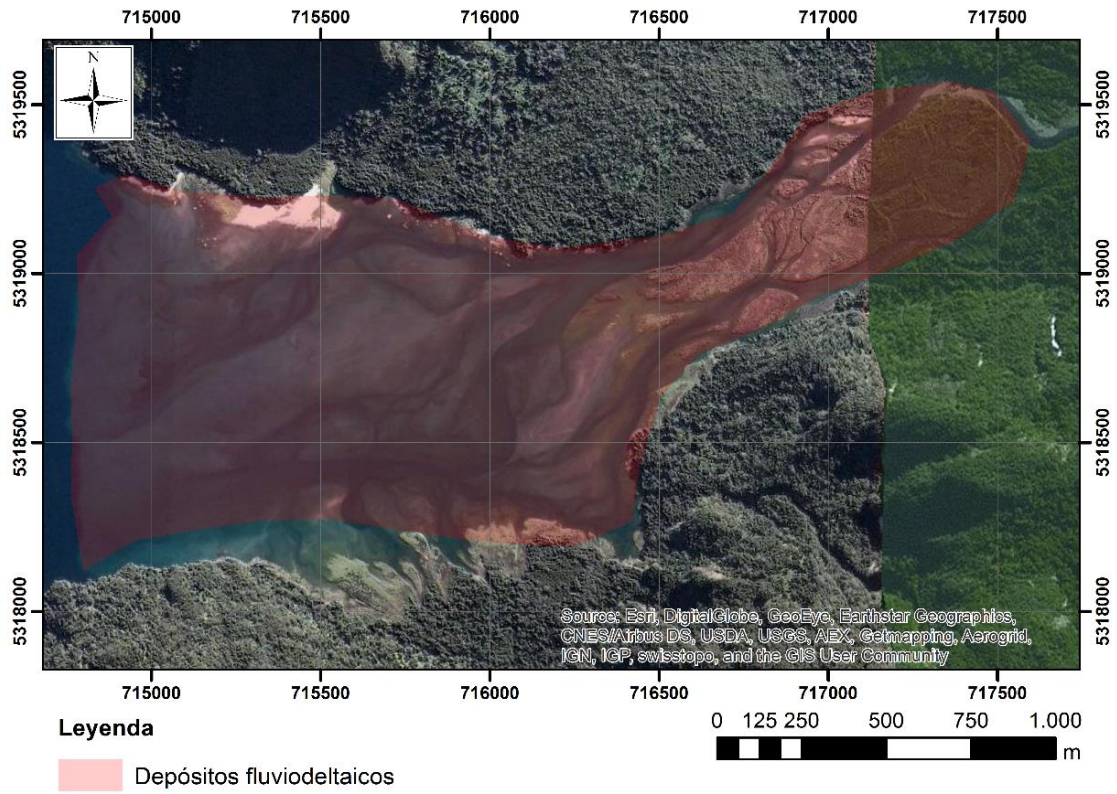 715000 715500 716000 716500 717000 717500
N
5319500 5319500
5319000 5319000
5318500 5318500
5318000 5318000
Source: Esri, DigitalGlobe, GeoEye, Earthstar Geographics,
CNES/Airbus DS, USDA, USGS, AEX, Getmapping, Aerogrid,
IGN, IGP, swisstopo, and the GIS User Community
715000 715500 716000 716500 717000 717500
Leyenda
Depósitos fluviodeltaicos
0 125 250 500 750 1.000
m